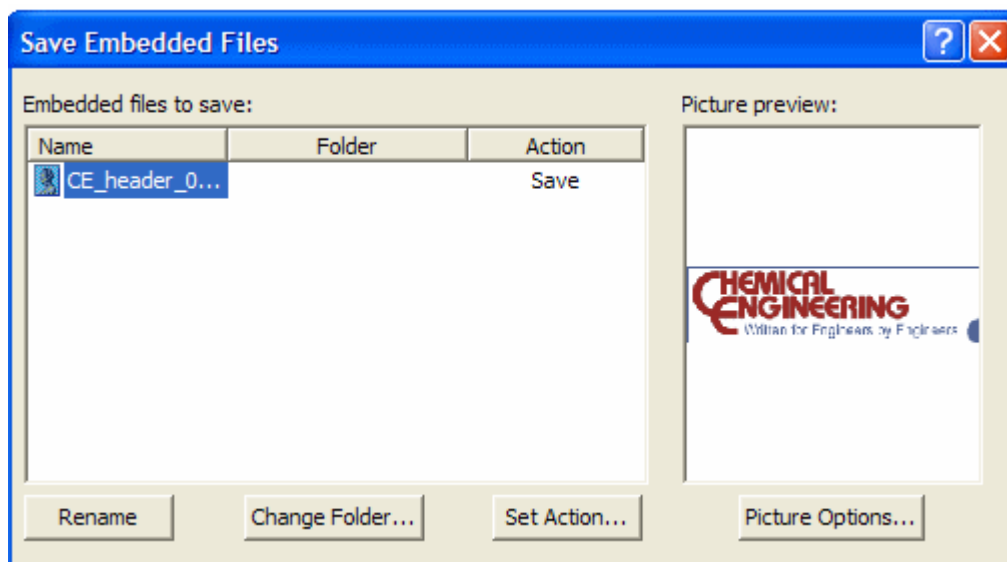 Save Embedded Files
Embedded files to save:
Picture preview:
Name Folder Action
CE_header_0... Save
CHEMICAL
ENGINEERING
Written for Engineers by Engineers
Rename Change Folder... Set Action... Picture Options...